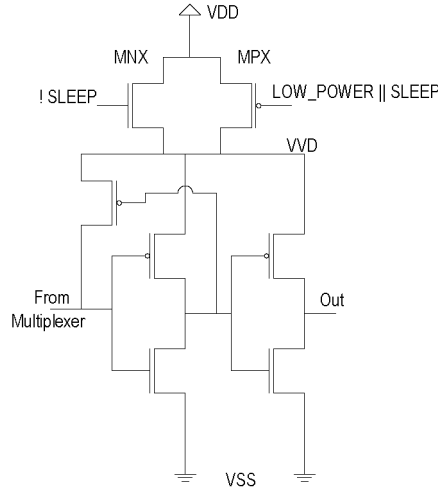 VDD
MNX
MPX
! SLEEP
LOW_POWER || SLEEP
VVD
From
Multiplexer
Out
VSS